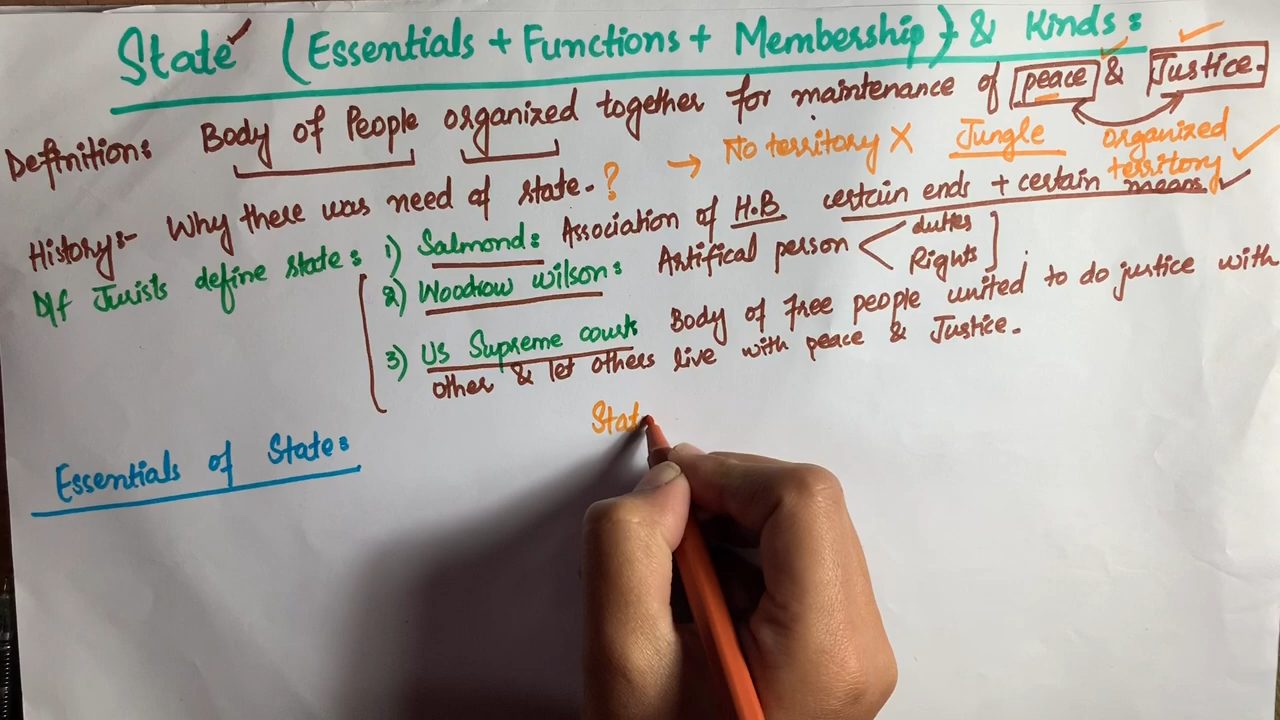 State (Essentials + Functions + Membership) & Kinds:
Definition: Body of People organized together for maintenance of peace & Justice.
→ No territory X Jungle organized territory
History:- Why there was need of state.?
Diff Jurists define state: 1) Salmond: Association of H.B certain ends + certain means
2) Woodrow wilson: Artifical person < duties
Rights
3) US Supreme court: Body of free people united to do justice with
other & let others live with peace & Justice.
Stat
Essentials of State: